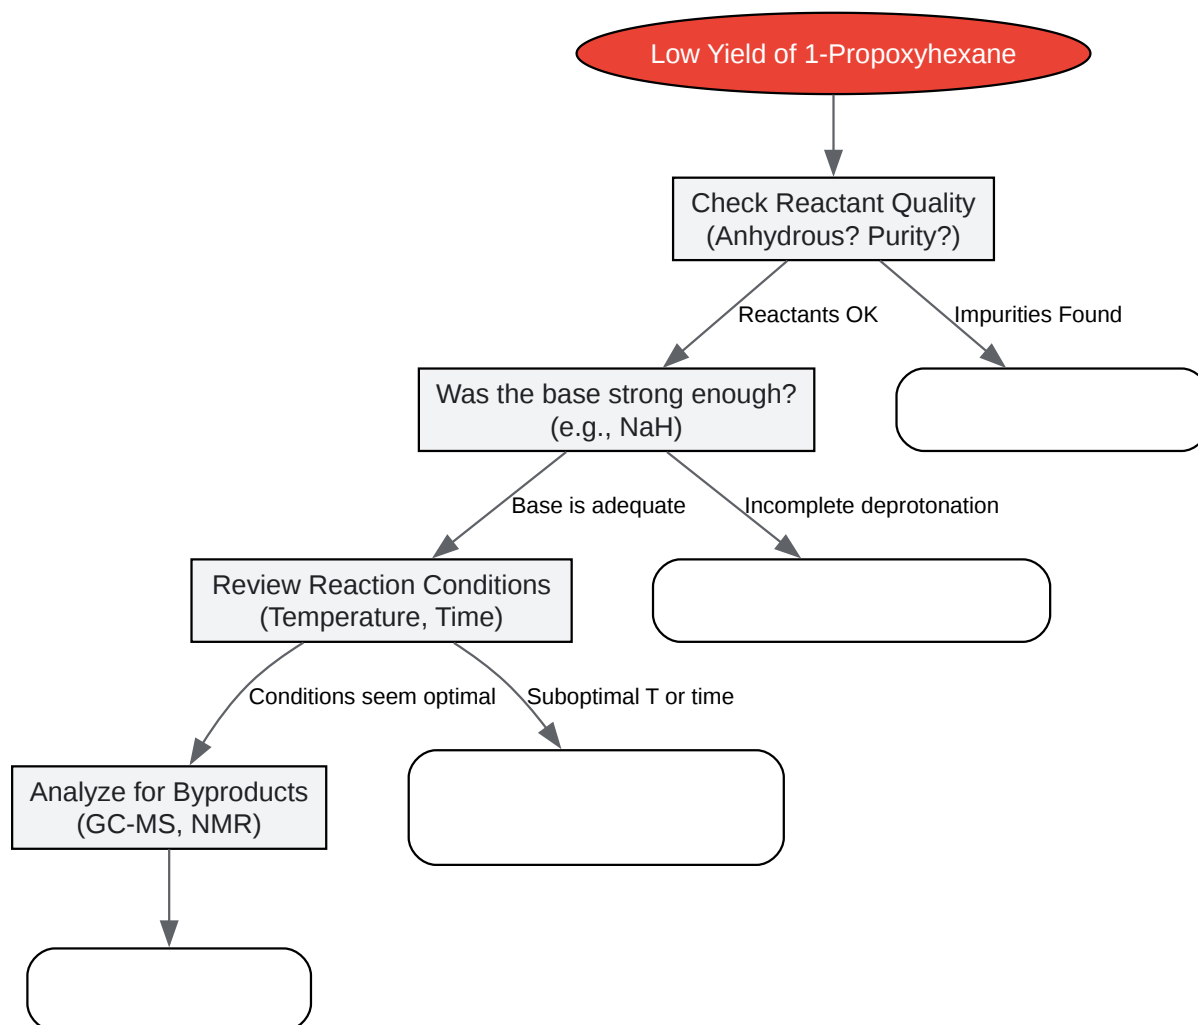 Low Yield of 1-Propoxyhexane
Check Reactant Quality
(Anhydrous? Purity?)
Reactants OK
Impurities Found
Was the base strong enough?
(e.g., NaH)
Base is adequate
Incomplete deprotonation
Review Reaction Conditions
(Temperature, Time)
Conditions seem optimal
Suboptimal T or time
Analyze for Byproducts
(GC-MS, NMR)